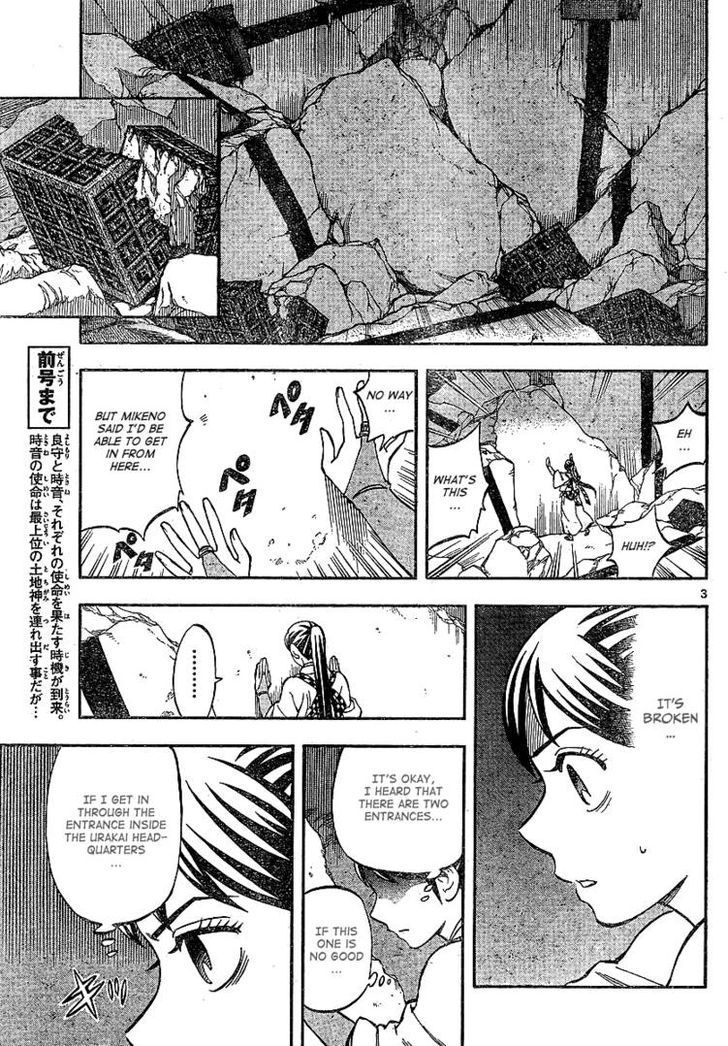 EH
...
WHAT'S
THIS ...
HUH!?
NO WAY
...
BUT MIKENO
SAID I'D BE
ABLE TO GET
IN FROM
HERE...
ペタ
ペタ
ペタ
3
IT'S
BROKEN
...
.........
IT'S OKAY,
I HEARD THAT
THERE ARE TWO
ENTRANCES...
IF THIS
ONE IS
NO GOOD
IF I GET IN
THROUGH THE
ENTRANCE INSIDE
THE URAKAI HEAD-
QUARTERS
...
前号まで
ぜんごう
良守と時音、それぞれの使命を果たす時機が到来。
時音の使命は最上位の土地神を連れ出す事だが…